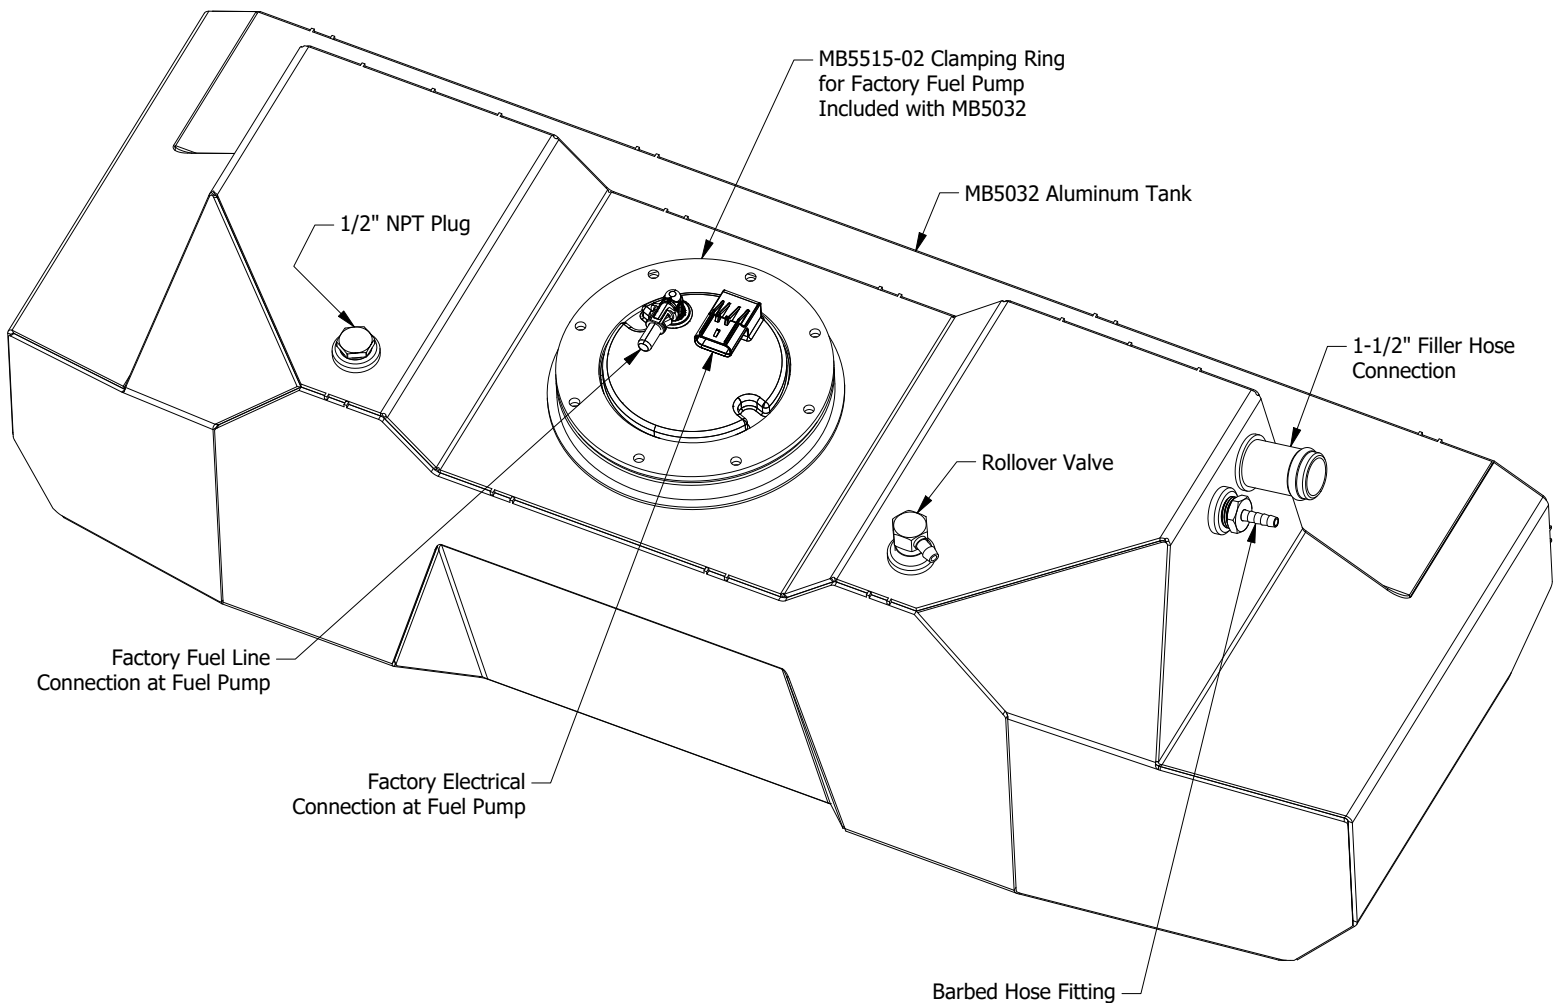 MB5515-02 Clamping Ring
for Factory Fuel Pump
Included with MB5032
MB5032 Aluminum Tank
1/2" NPT Plug
1-1/2" Filler Hose
Connection
Rollover Valve
Factory Fuel Line
Connection at Fuel Pump
Factory Electrical
Connection at Fuel Pump
Barbed Hose Fitting